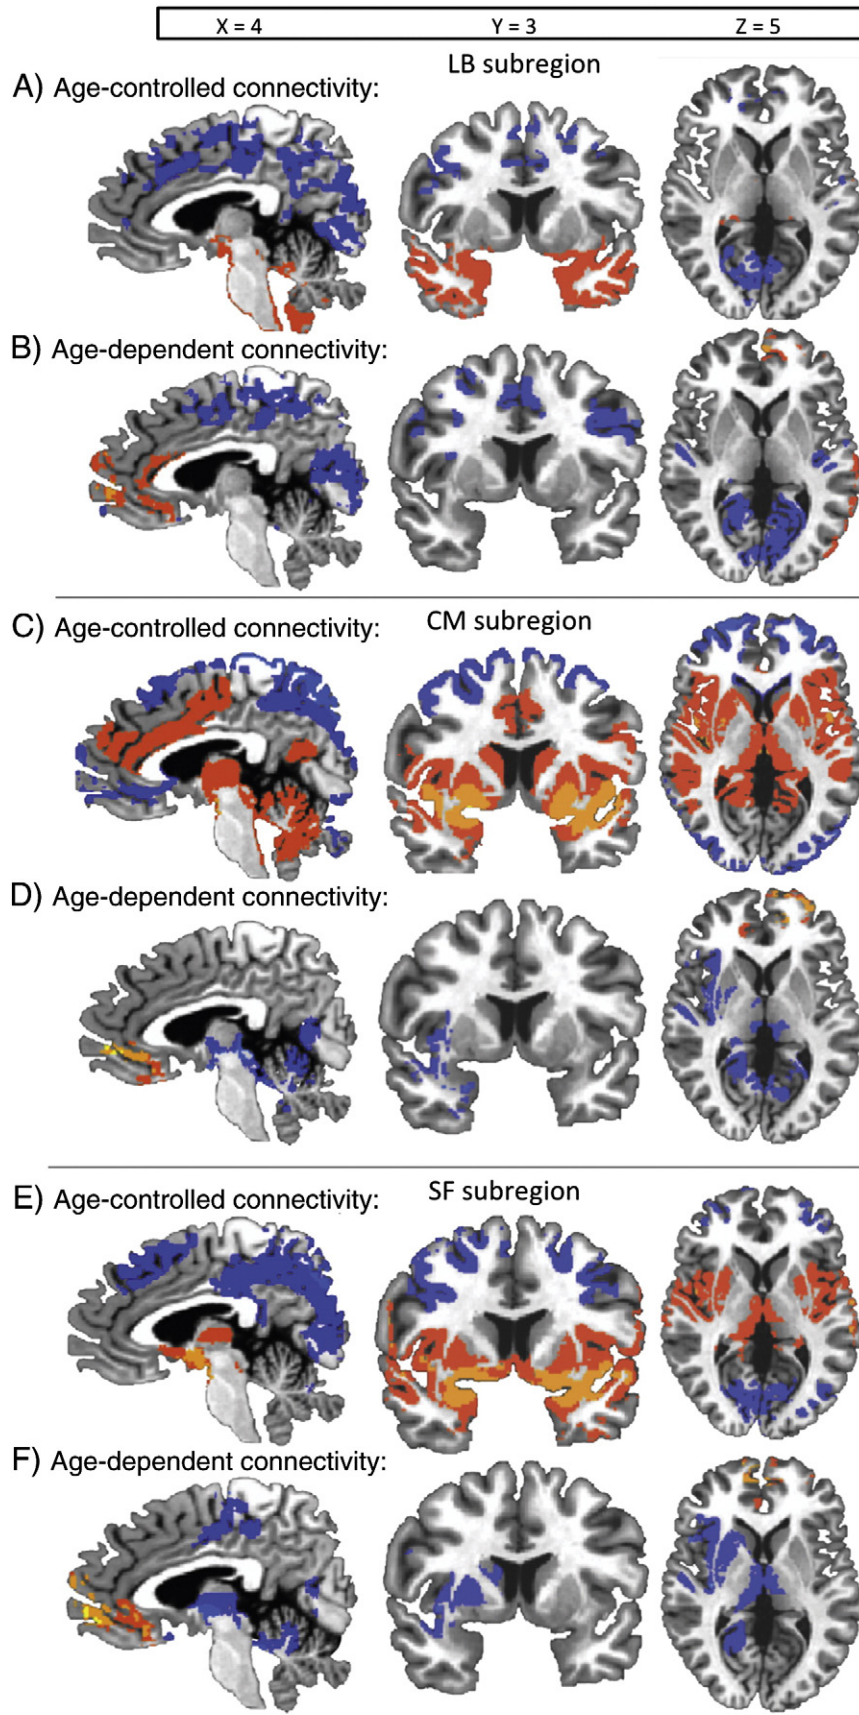 X = 4 Y = 3 Z = 5
LB subregion
A) Age-controlled connectivity:
B) Age-dependent connectivity:
CM subregion
C) Age-controlled connectivity:
D) Age-dependent connectivity:
SF subregion
E) Age-controlled connectivity:
F) Age-dependent connectivity: